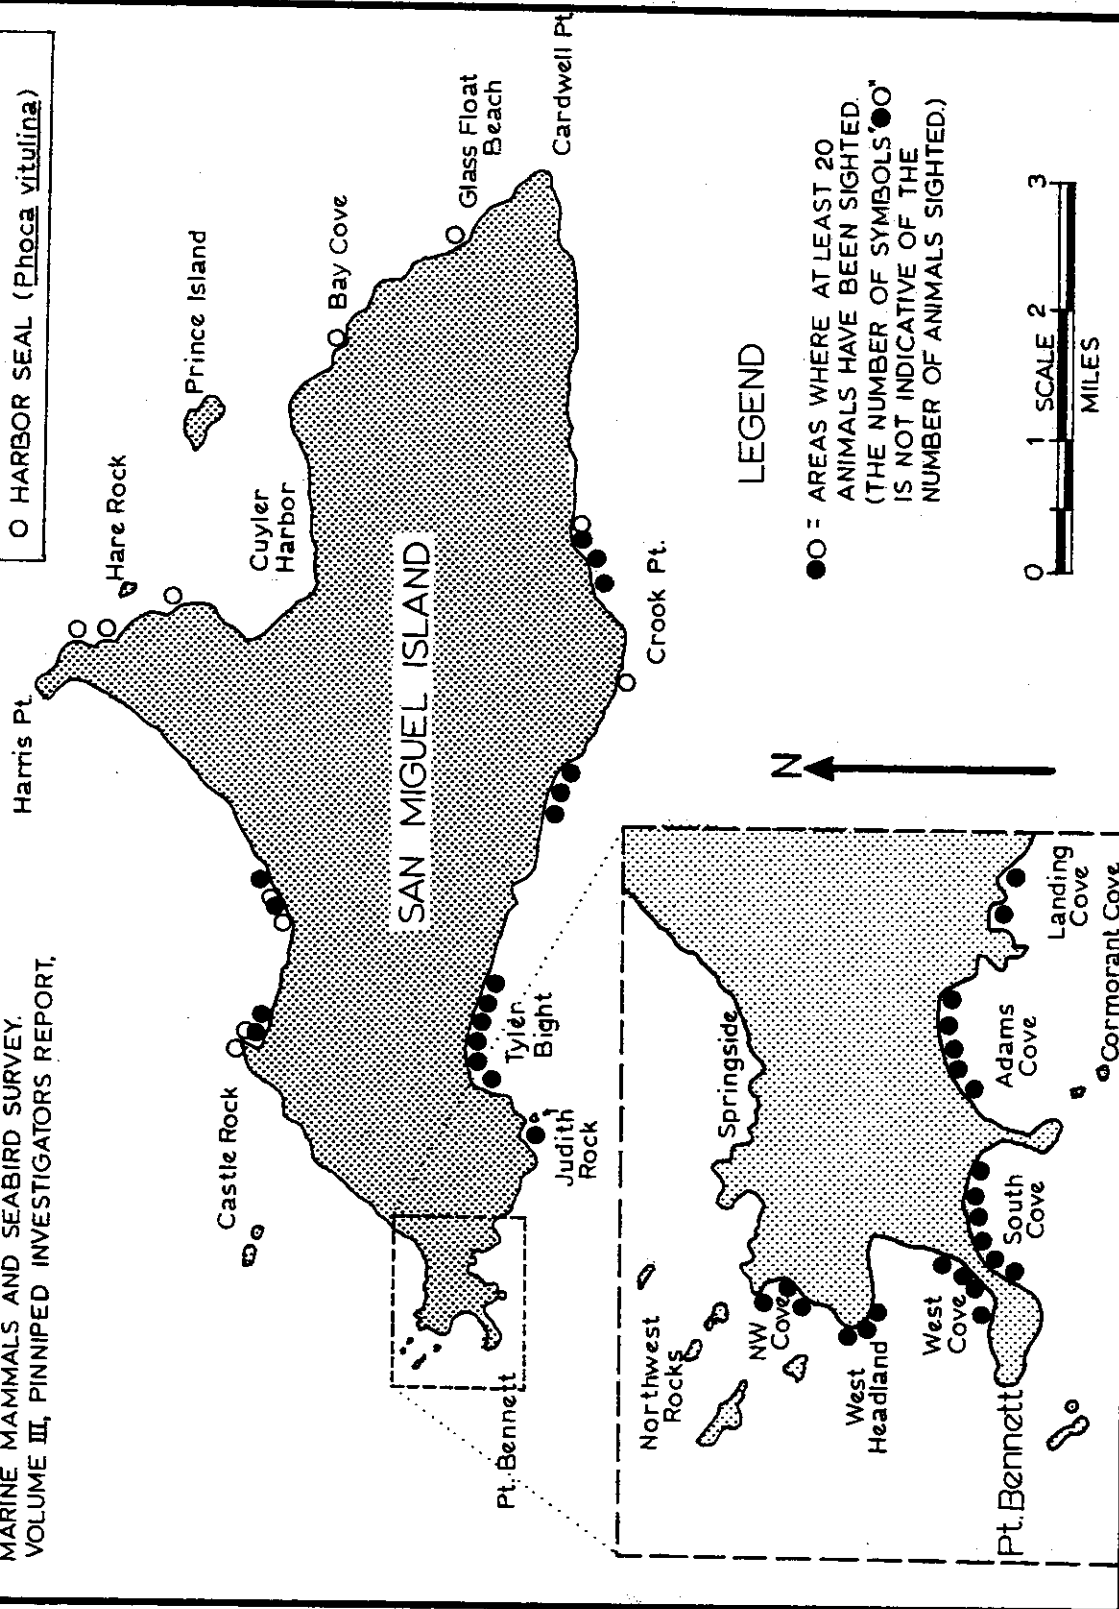 MARINE MAMMALS AND SEABIRD SURVEY.
VOLUME III, PINNIPED INVESTIGATORS REPORT,
O HARBOR SEAL (Phoca vitulina)
Harris Pt.
Hare Rock
Prince Island
Cuyler
Harbor
Bay Cove
Glass Float
Beach
Cardwell Pt.
Castle Rock
SAN MIGUEL ISLAND
Tyler
Bight
Judith
Rock
Crook Pt.
Pt. Bennett
N
LEGEND
●○ = AREAS WHERE AT LEAST 20
ANIMALS HAVE BEEN SIGHTED.
(THE NUMBER OF SYMBOLS "●○"
IS NOT INDICATIVE OF THE
NUMBER OF ANIMALS SIGHTED.)
0 1 2 3
SCALE
MILES
Northwest
Rocks
Springside
NW
Cove
West
Headland
West
Cove
South
Cove
Adams
Cove
Landing
Cove
Cormorant Cove
Pt. Bennett